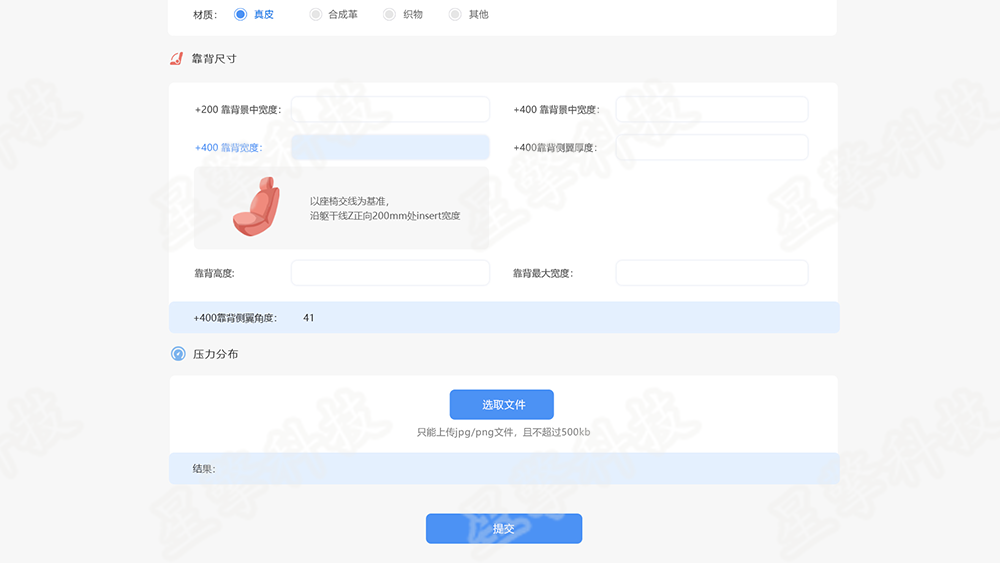 材质： 真皮 合成革 织物 其他
靠背尺寸
+200 靠背景中宽度： +400 靠背景中宽度：
+400 靠背宽度： +400靠背侧翼厚度：
以座椅交线为基准，
沿躯干线Z正向200mm处insert宽度
靠背高度： 靠背最大宽度：
+400靠背侧翼角度： 41
压力分布
选取文件
只能上传jpg/png文件，且不超过500kb
结果：
提交